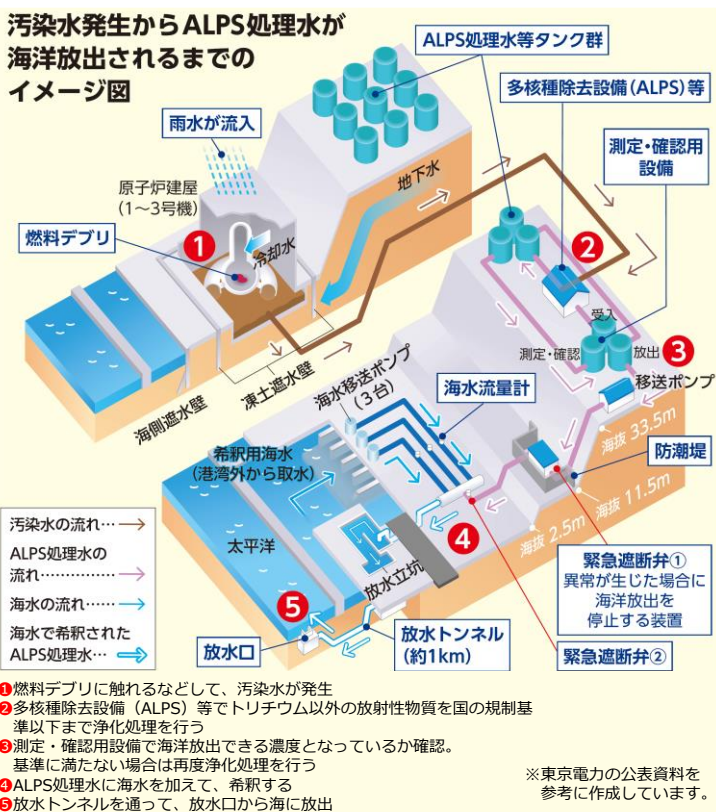 汚染水発生からALPS処理水が
海洋放出されるまでの
イメージ図
ALPS処理水等タンク群
多核種除去設備(ALPS)等
測定・確認用
設備
雨水が流入
原子炉建屋
(1～3号機)
地下水
燃料デブリ
❶
冷却水
❷
受入
測定・確認
放出
❸
移送ポンプ
海側遮水壁
凍土遮水壁
海水移送ポンプ
(3台)
海水流量計
海抜 33.5m
防潮堤
希釈用海水
(港湾外から取水)
海抜 11.5m
海抜 2.5m
汚染水の流れ…
ALPS処理水の
流れ……………
海水の流れ……
海水で希釈された
ALPS処理水…
太平洋
❹
放水立坑
緊急遮断弁①
異常が生じた場合に
海洋放出を
停止する装置
❺
放水口
放水トンネル
(約1km)
緊急遮断弁②
❶燃料デブリに触れるなどして、汚染水が発生
❷多核種除去設備（ALPS）等でトリチウム以外の放射性物質を国の規制基
準以下まで浄化処理を行う
❸測定・確認用設備で海洋放出できる濃度となっているか確認。
基準に満たない場合は再度浄化処理を行う
❹ALPS処理水に海水を加えて、希釈する
❺放水トンネルを通って、放水口から海に放出
※東京電力の公表資料を
参考に作成しています。